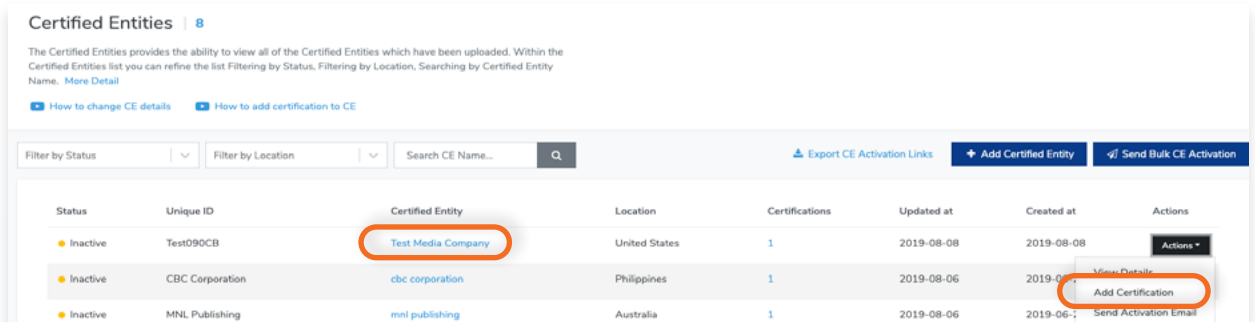 Certified Entities | 8
The Certified Entities provides the ability to view all of the Certified Entities which have been uploaded. Within the
Certified Entities list you can refine the list Filtering by Status, Filtering by Location, Searching by Certified Entity
Name. More Detail
How to change CE details How to add certification to CE
Filter by Status Filter by Location Search CE Name... Export CE Activation Links + Add Certified Entity Send Bulk CE Activation
Status Unique ID Certified Entity Location Certifications Updated at Created at Actions
Inactive Test090CB Test Media Company United States 1 2019-08-08 2019-08-08 Actions
View Details
Inactive CBC Corporation cbc corporation Philippines 1 2019-08-06
Add Certification
Inactive MNL Publishing mnl publishing Australia 1 2019-08-06 2019-06- Send Activation Email